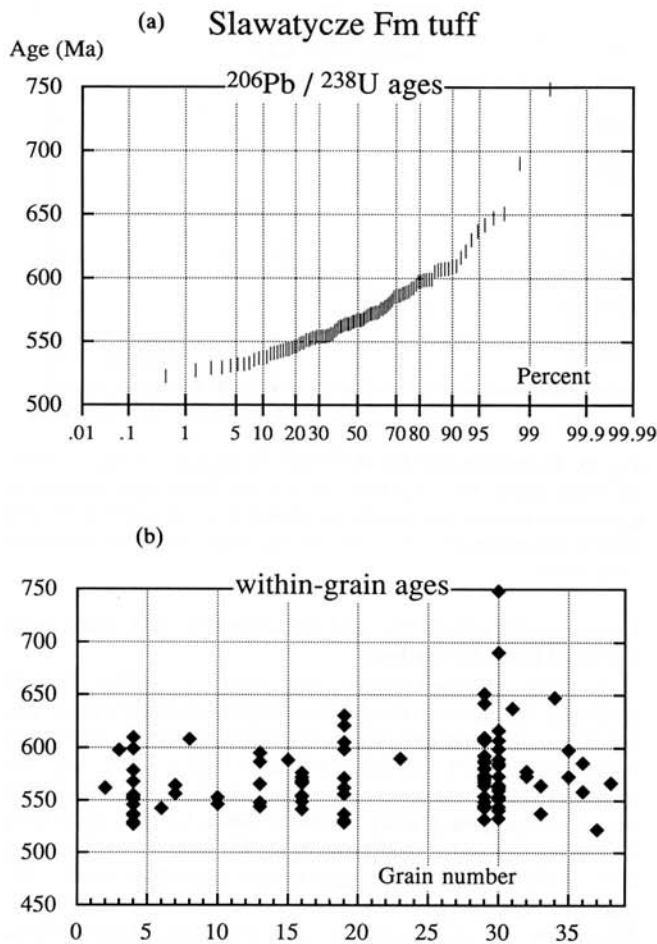 (a) Slawatycze Fm tuff
Age (Ma)
²⁰⁶Pb / ²³⁸U ages
750
700
650
600
550
500
Percent
.01 .1 1 5 10 20 30 50 70 80 90 95 99 99.9 99.99
(b)
within-grain ages
750
700
650
600
550
500
450
Grain number
0 5 10 15 20 25 30 35